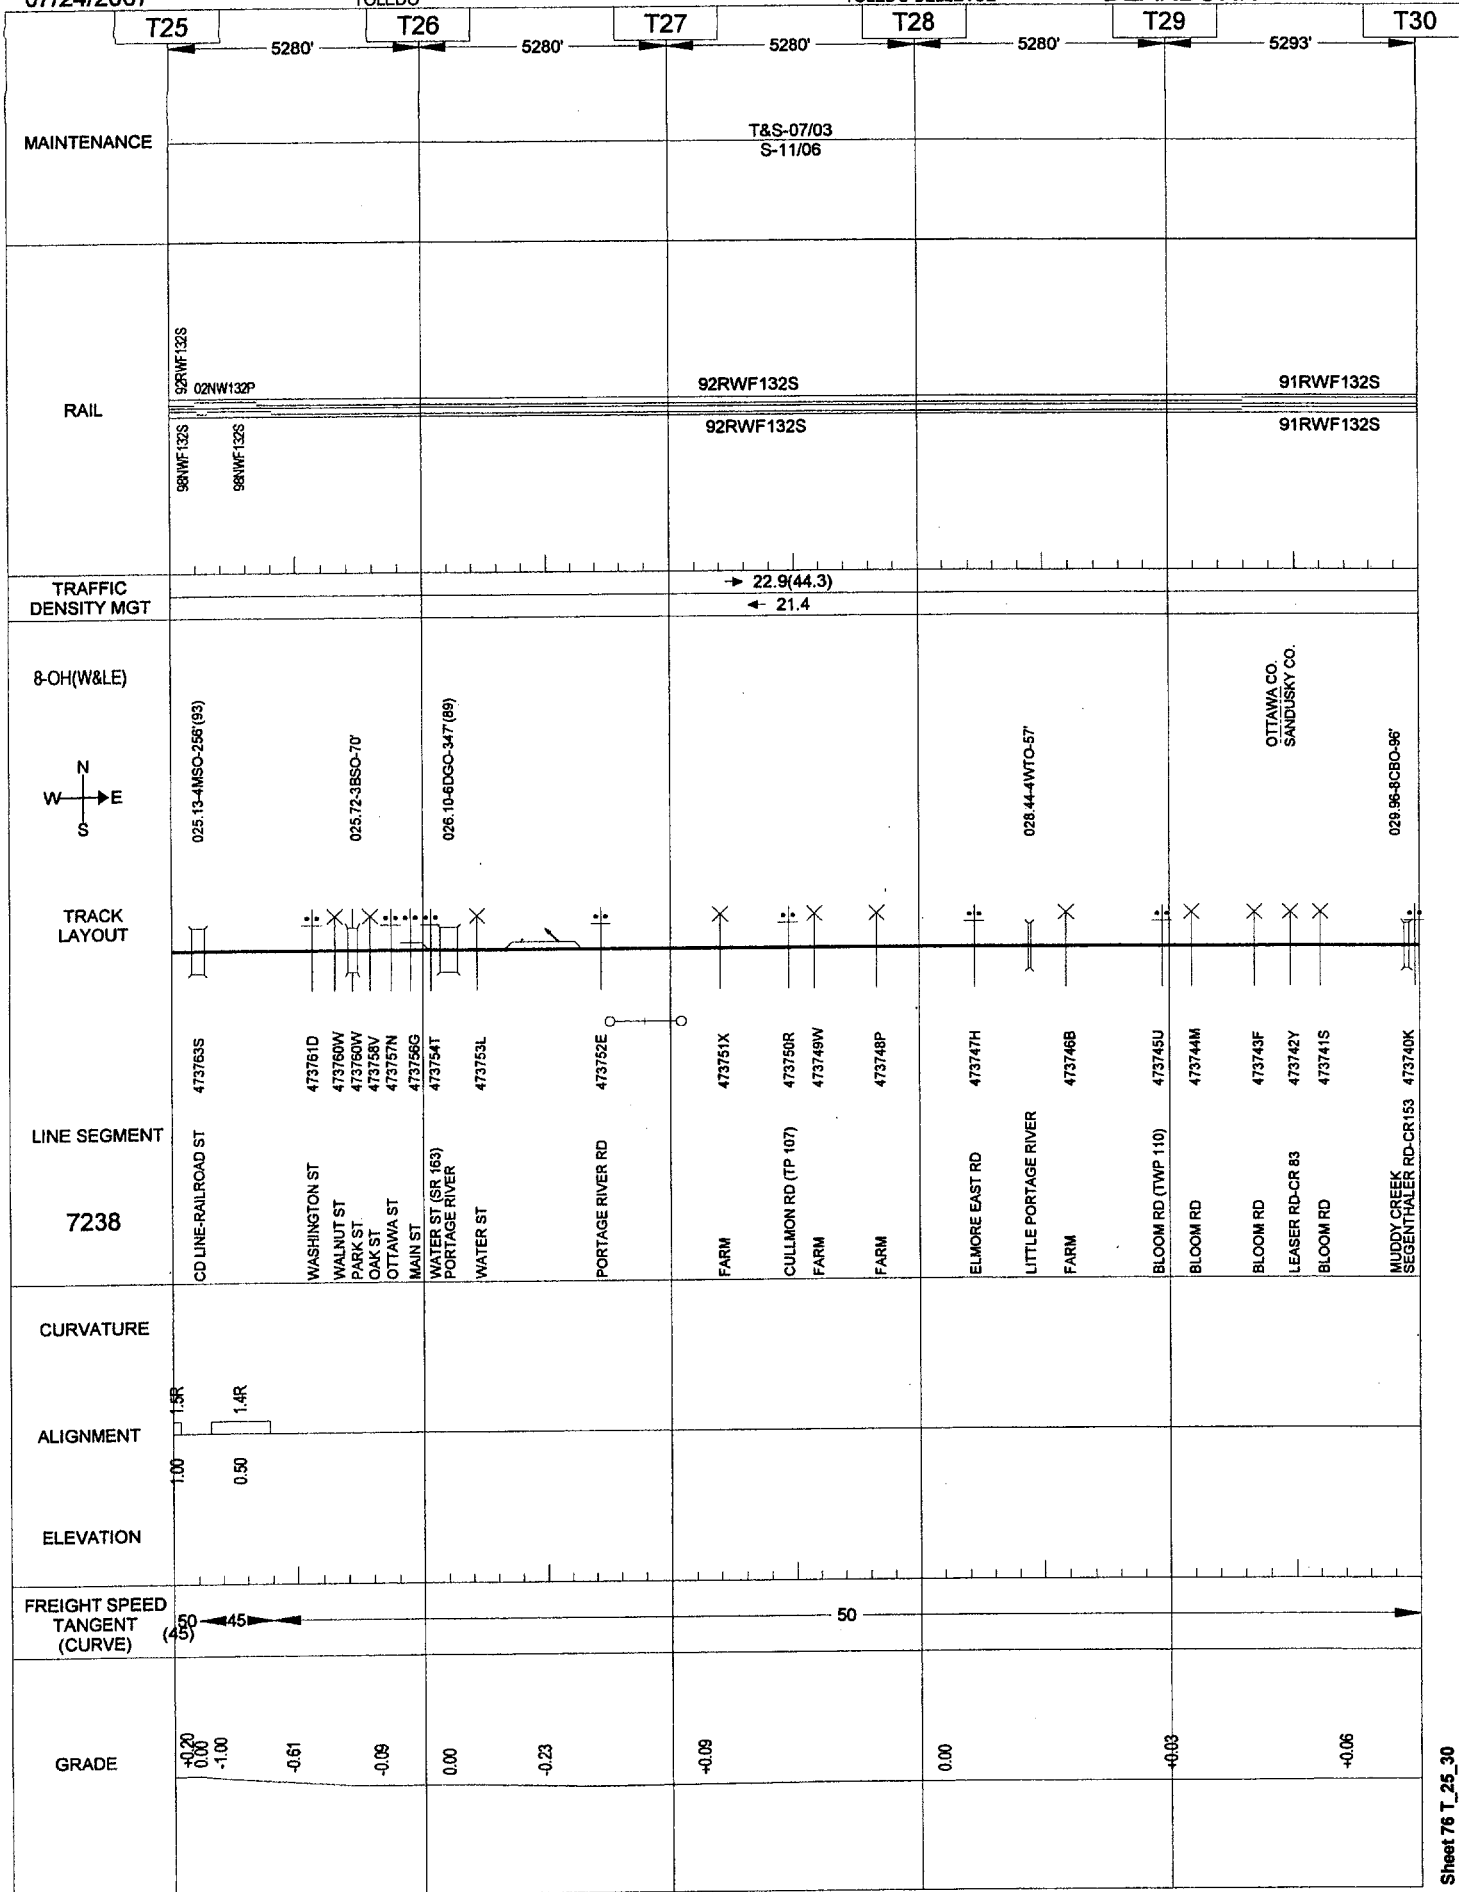 T25 T26 T27 T28 T29 T30
5280' 5280' 5280' 5280' 5293'
MAINTENANCE
T&S-07/03
S-11/06
RAIL
92RWF132S
02NW132P
92RWF132S
91RWF132S
98NWF132S
98NWF132S
92RWF132S
91RWF132S
TRAFFIC
DENSITY MGT
22.9(44.3)
21.4
8-OH(W&LE)
N
W E
S
025.13-4MSO-256'(93)
025.72-3BSO-70'
026.10-6DGO-347'(89)
028.44-4WTO-57'
OTTAWA CO.
SANDUSKY CO.
029.96-8CBO-96'
TRACK
LAYOUT
473763S
473761D
473760W
473760W
473758V
473757N
473756G
473754T
473753L
473752E
473751X
473750R
473749W
473748P
473747H
473746B
473745U
473744M
473743F
473742Y
473741S
473740K
LINE SEGMENT
7238
CD LINE-RAILROAD ST
WASHINGTON ST
WALNUT ST
PARK ST.
OAK ST
OTTAWA ST
MAIN ST
WATER ST (SR 163)
PORTAGE RIVER
WATER ST
PORTAGE RIVER RD
FARM
CULLMON RD (TP 107)
FARM
FARM
ELMORE EAST RD
LITTLE PORTAGE RIVER
FARM
BLOOM RD (TWP 110)
BLOOM RD
BLOOM RD
LEASER RD-CR 83
BLOOM RD
MUDDY CREEK
SEGENTHALER RD-CR153
CURVATURE
1.5R
1.4R
ALIGNMENT
1.00
0.50
ELEVATION
FREIGHT SPEED
TANGENT
(CURVE)
50 45 50
(45)
GRADE
+0.20
0.00
-1.00
-0.61
-0.09
0.00
-0.23
+0.09
0.00
+0.03
+0.06
Sheet 76 T_25_30